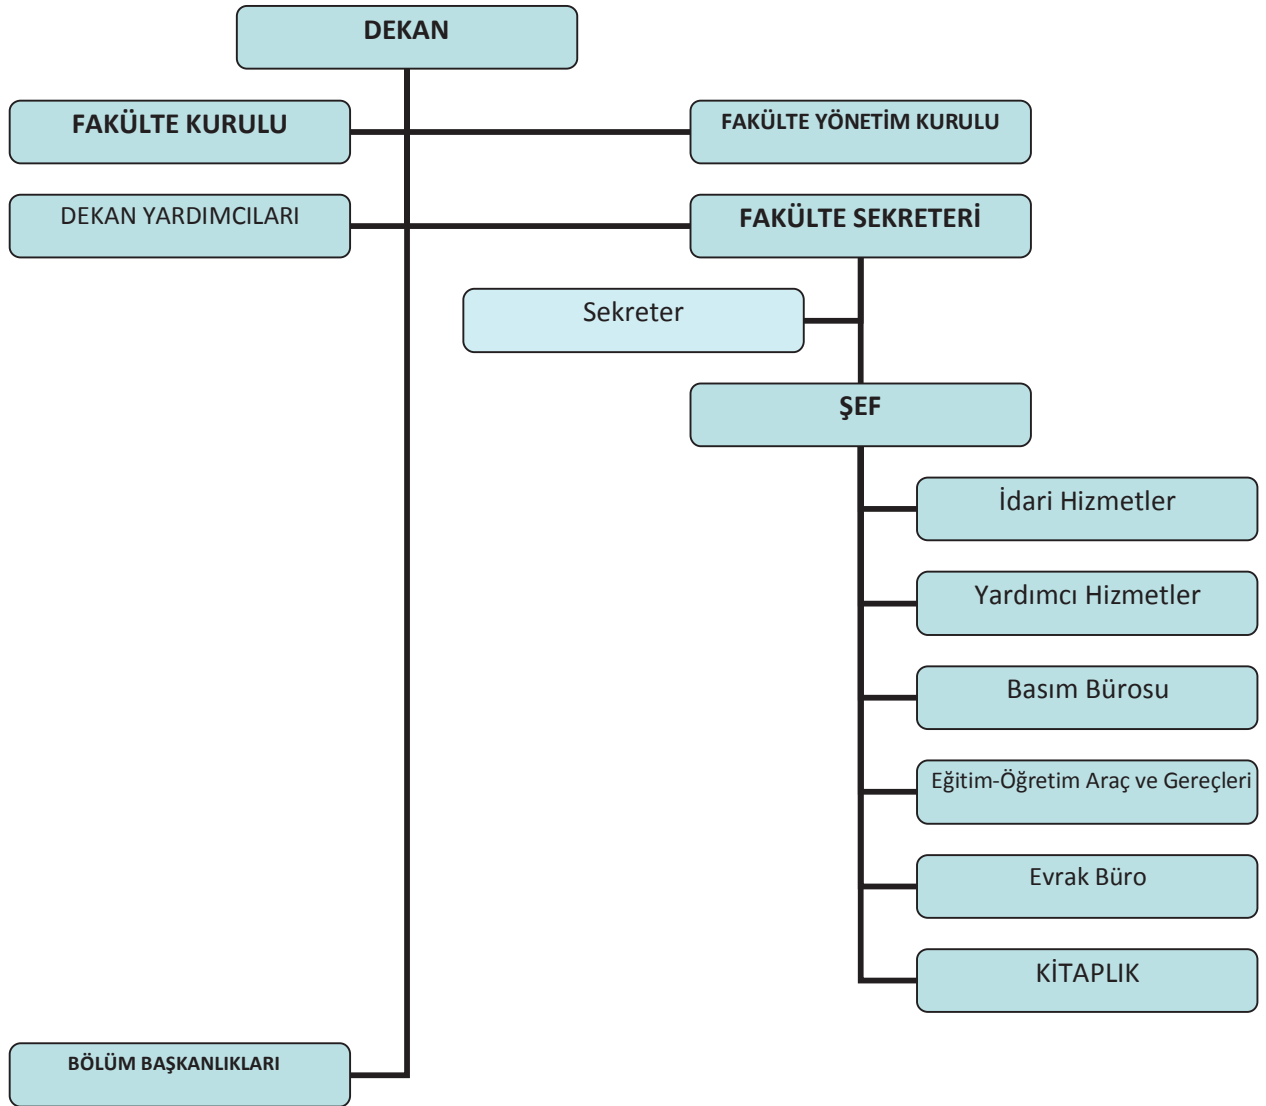 DEKAN
FAKÜLTE KURULU
FAKÜLTE YÖNETİM KURULU
DEKAN YARDIMCILARI
FAKÜLTE SEKRETERİ
Sekreter
ŞEF
İdari Hizmetler
Yardımcı Hizmetler
Basım Bürosu
Eğitim-Öğretim Araç ve Gereçleri
Evrak Büro
KİTAPLIK
BÖLÜM BAŞKANLIKLARI